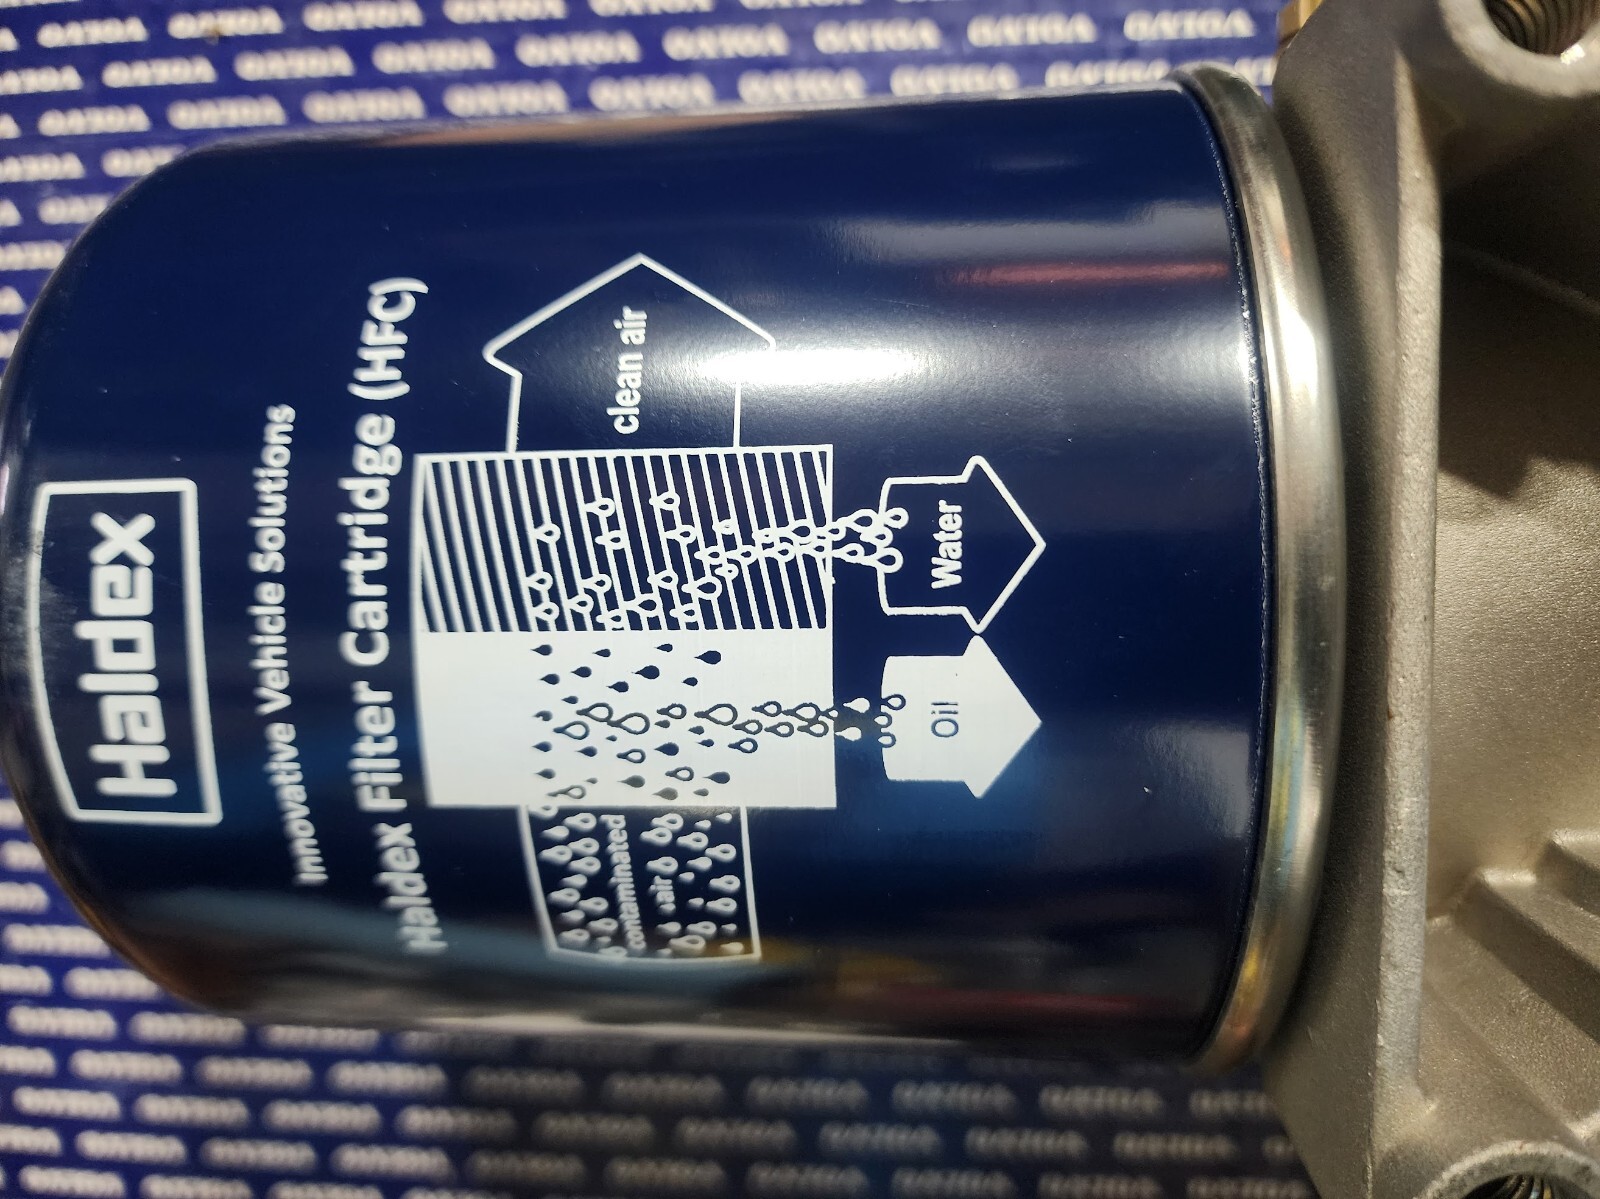 Haldex
Innovative Vehicle Solutions
Haldex Filter Cartridge (HFC)
contaminated
air
clean air
Oil
Water